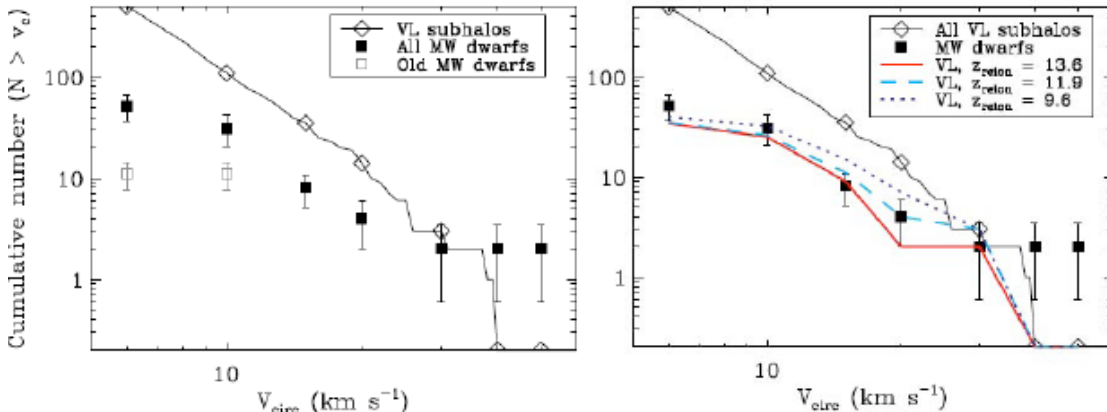 Cumulative number (N > v_c)
100
10
1
VL subhalos
All MW dwarfs
Old MW dwarfs
10
V_circ (km s⁻¹)
100
10
1
All VL subhalos
MW dwarfs
VL, z_reion = 13.6
VL, z_reion = 11.9
VL, z_reion = 9.6
10
V_circ (km s⁻¹)